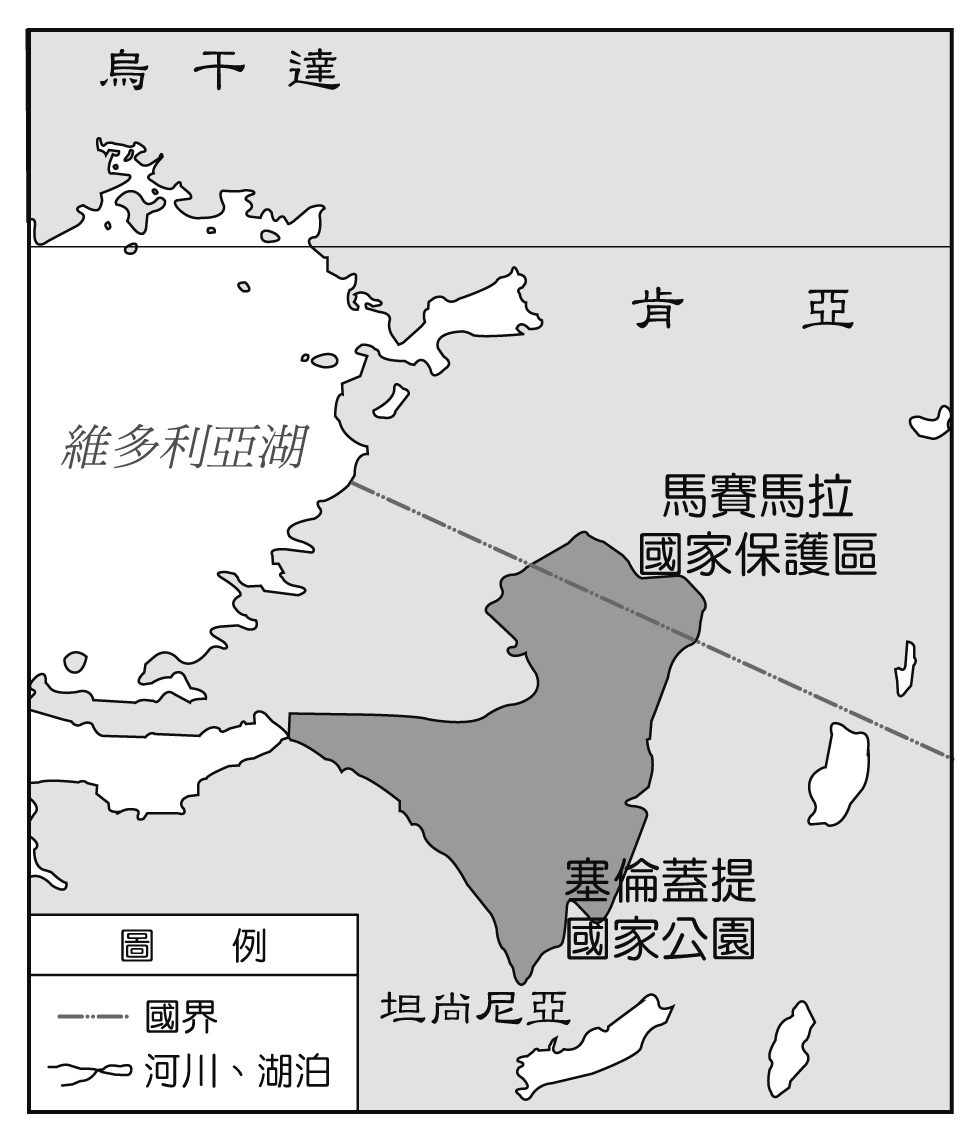 烏干達
肯亞
維多利亞湖
馬賽馬拉
國家保護區
塞倫蓋提
國家公園
坦尚尼亞
圖例
國界
河川、湖泊